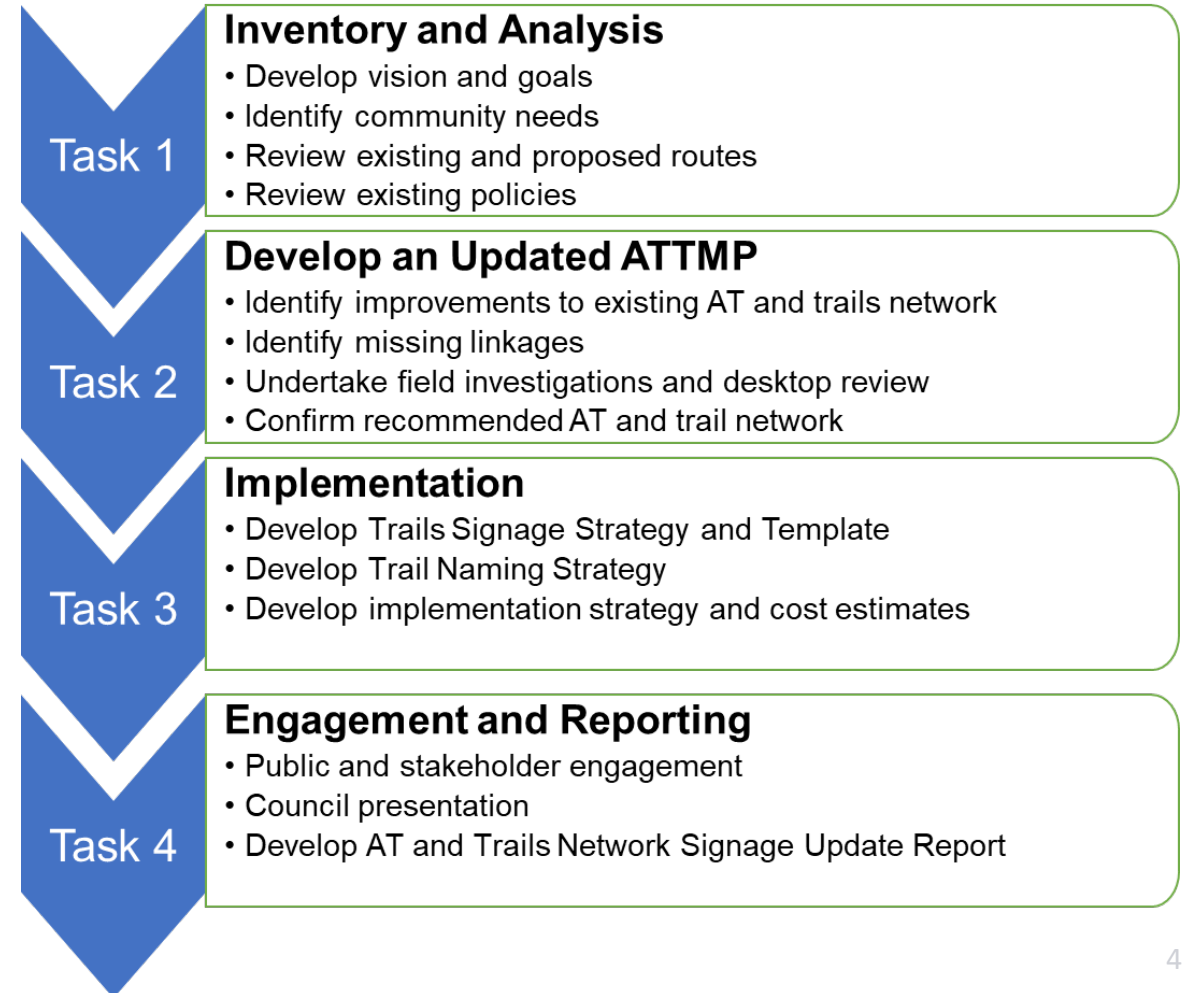 Task 1
Inventory and Analysis
• Develop vision and goals
• Identify community needs
• Review existing and proposed routes
• Review existing policies
Task 2
Develop an Updated ATTMP
• Identify improvements to existing AT and trails network
• Identify missing linkages
• Undertake field investigations and desktop review
• Confirm recommended AT and trail network
Task 3
Implementation
• Develop Trails Signage Strategy and Template
• Develop Trail Naming Strategy
• Develop implementation strategy and cost estimates
Task 4
Engagement and Reporting
• Public and stakeholder engagement
• Council presentation
• Develop AT and Trails Network Signage Update Report
4